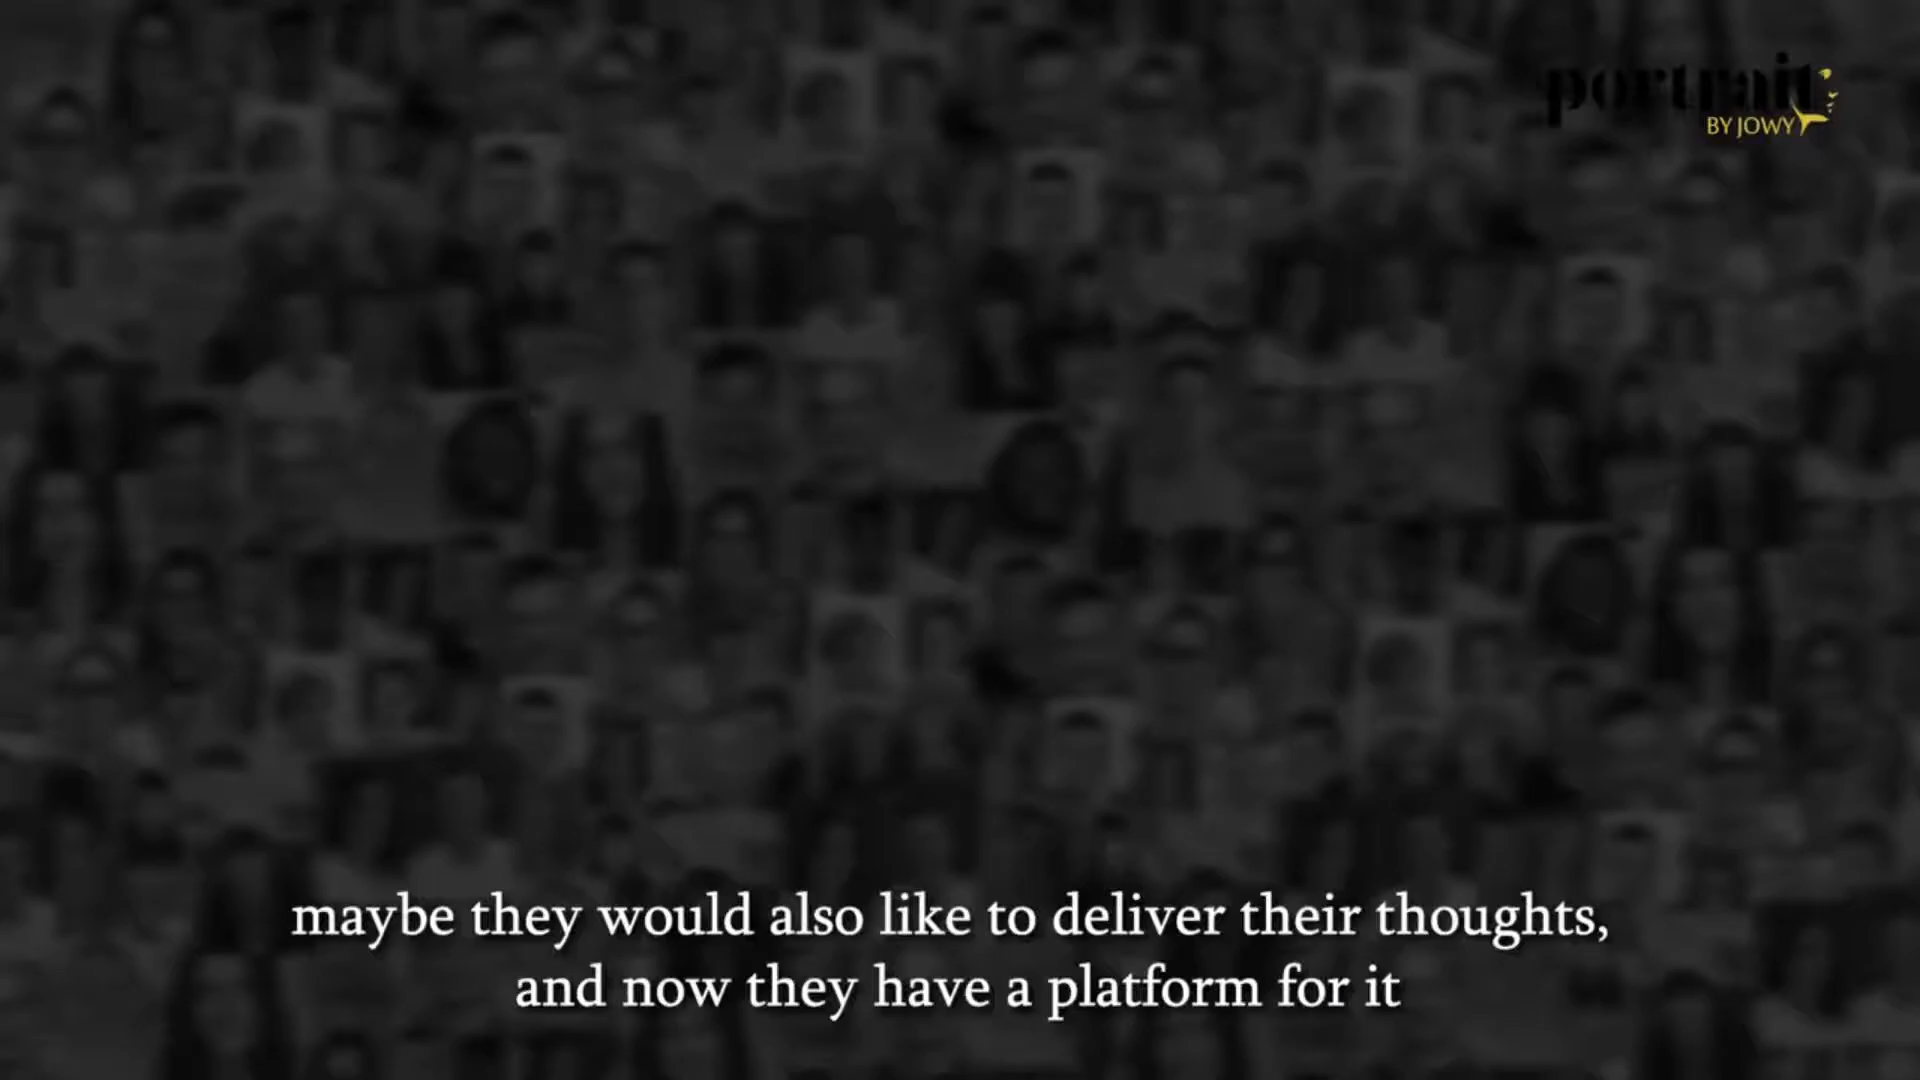 portrait
BY JOWY
maybe they would also like to deliver their thoughts,
and now they have a platform for it